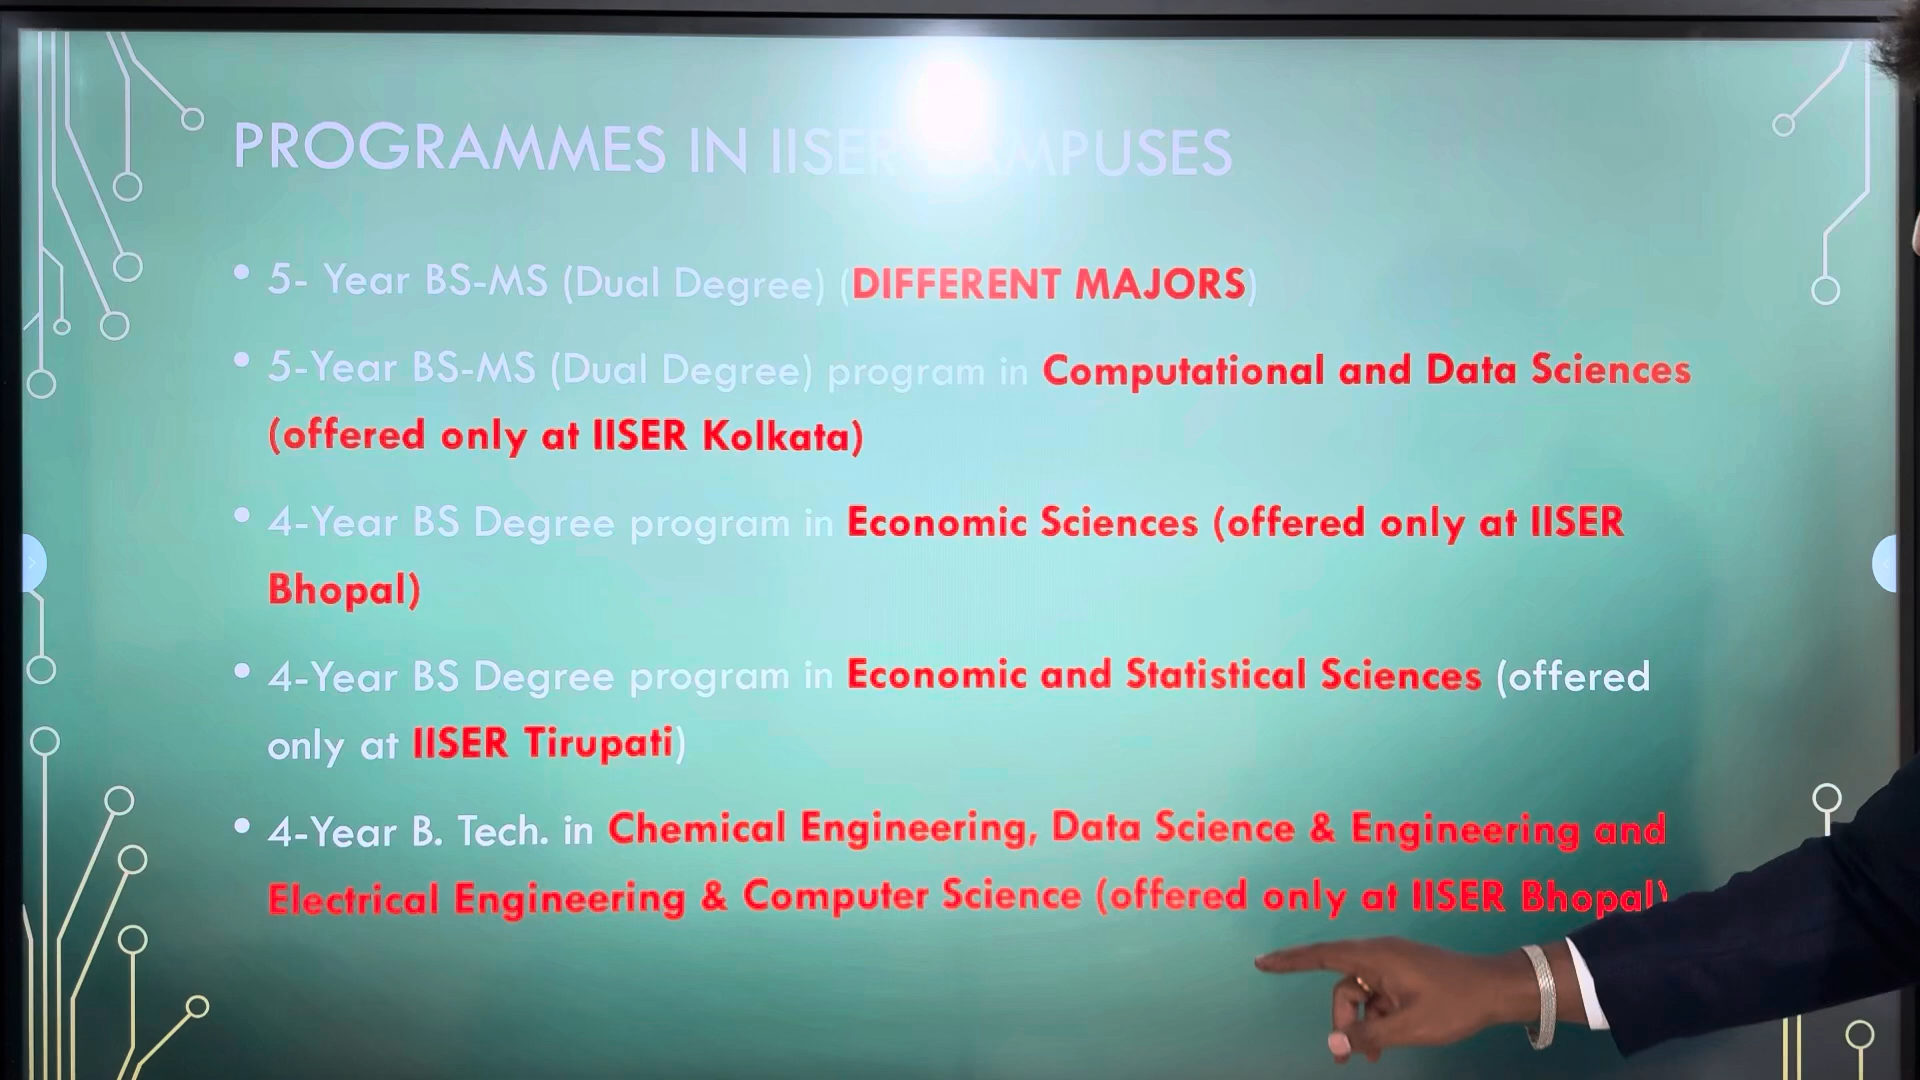 PROGRAMMES IN IISER CAMPUSES
• 5- Year BS-MS (Dual Degree) (DIFFERENT MAJORS)
• 5-Year BS-MS (Dual Degree) program in Computational and Data Sciences
(offered only at IISER Kolkata)
• 4-Year BS Degree program in Economic Sciences (offered only at IISER
Bhopal)
• 4-Year BS Degree program in Economic and Statistical Sciences (offered
only at IISER Tirupati)
• 4-Year B. Tech. in Chemical Engineering, Data Science & Engineering and
Electrical Engineering & Computer Science (offered only at IISER Bhopal)